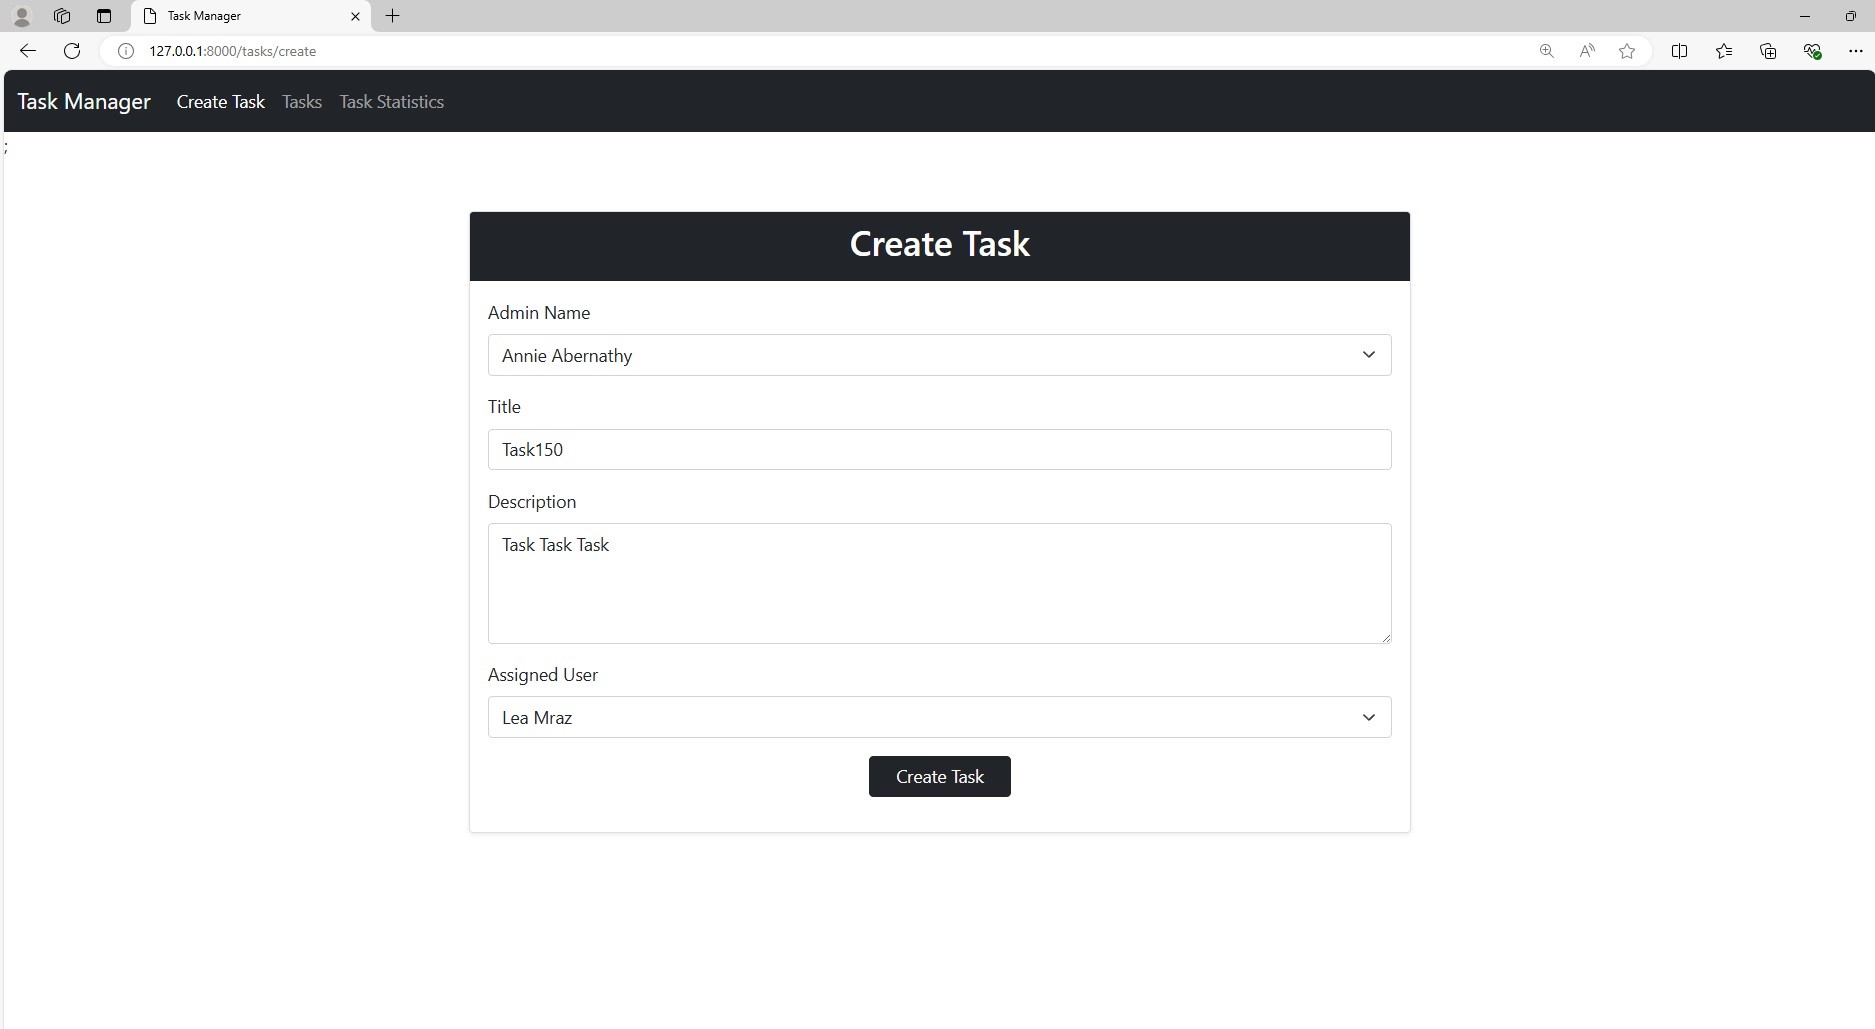 Task Manager
127.0.0.1:8000/tasks/create
Task Manager Create Task Tasks Task Statistics
;
Create Task
Admin Name
Annie Abernathy
Title
Task150
Description
Task Task Task
Assigned User
Lea Mraz
Create Task